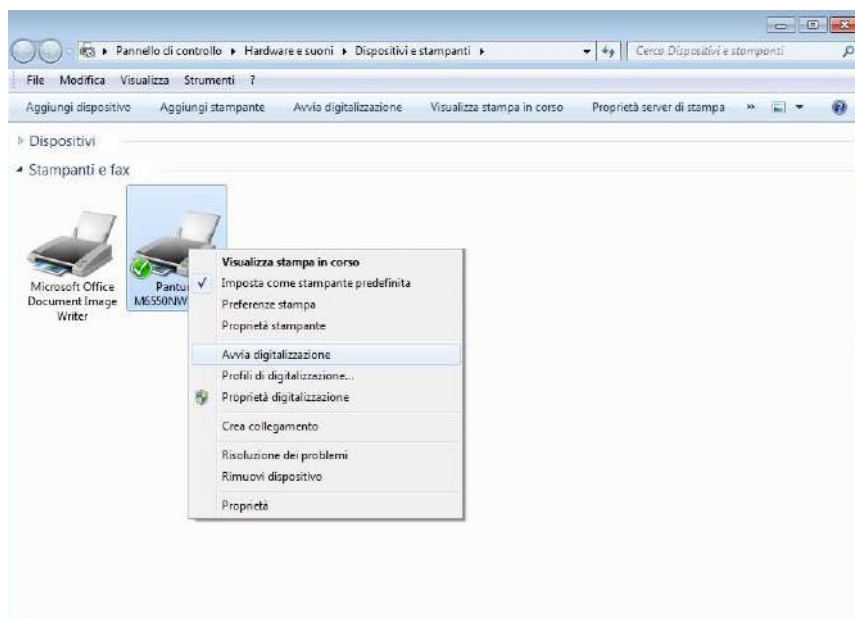 Pannello di controllo ▸ Hardware e suoni ▸ Dispositivi e stampanti ▸ Cerca Dispositivi e stampanti
File Modifica Visualizza Strumenti ?
Aggiungi dispositivo Aggiungi stampante Avvia digitalizzazione Visualizza stampa in corso Proprietà server di stampa »
Dispositivi
Stampanti e fax
Microsoft Office
Document Image
Writer
M6550NW
Visualizza stampa in corso
Imposta come stampante predefinita
Preferenze stampa
Proprietà stampante
Avvia digitalizzazione
Profili di digitalizzazione...
Proprietà digitalizzazione
Crea collegamento
Risoluzione dei problemi
Rimuovi dispositivo
Proprietà